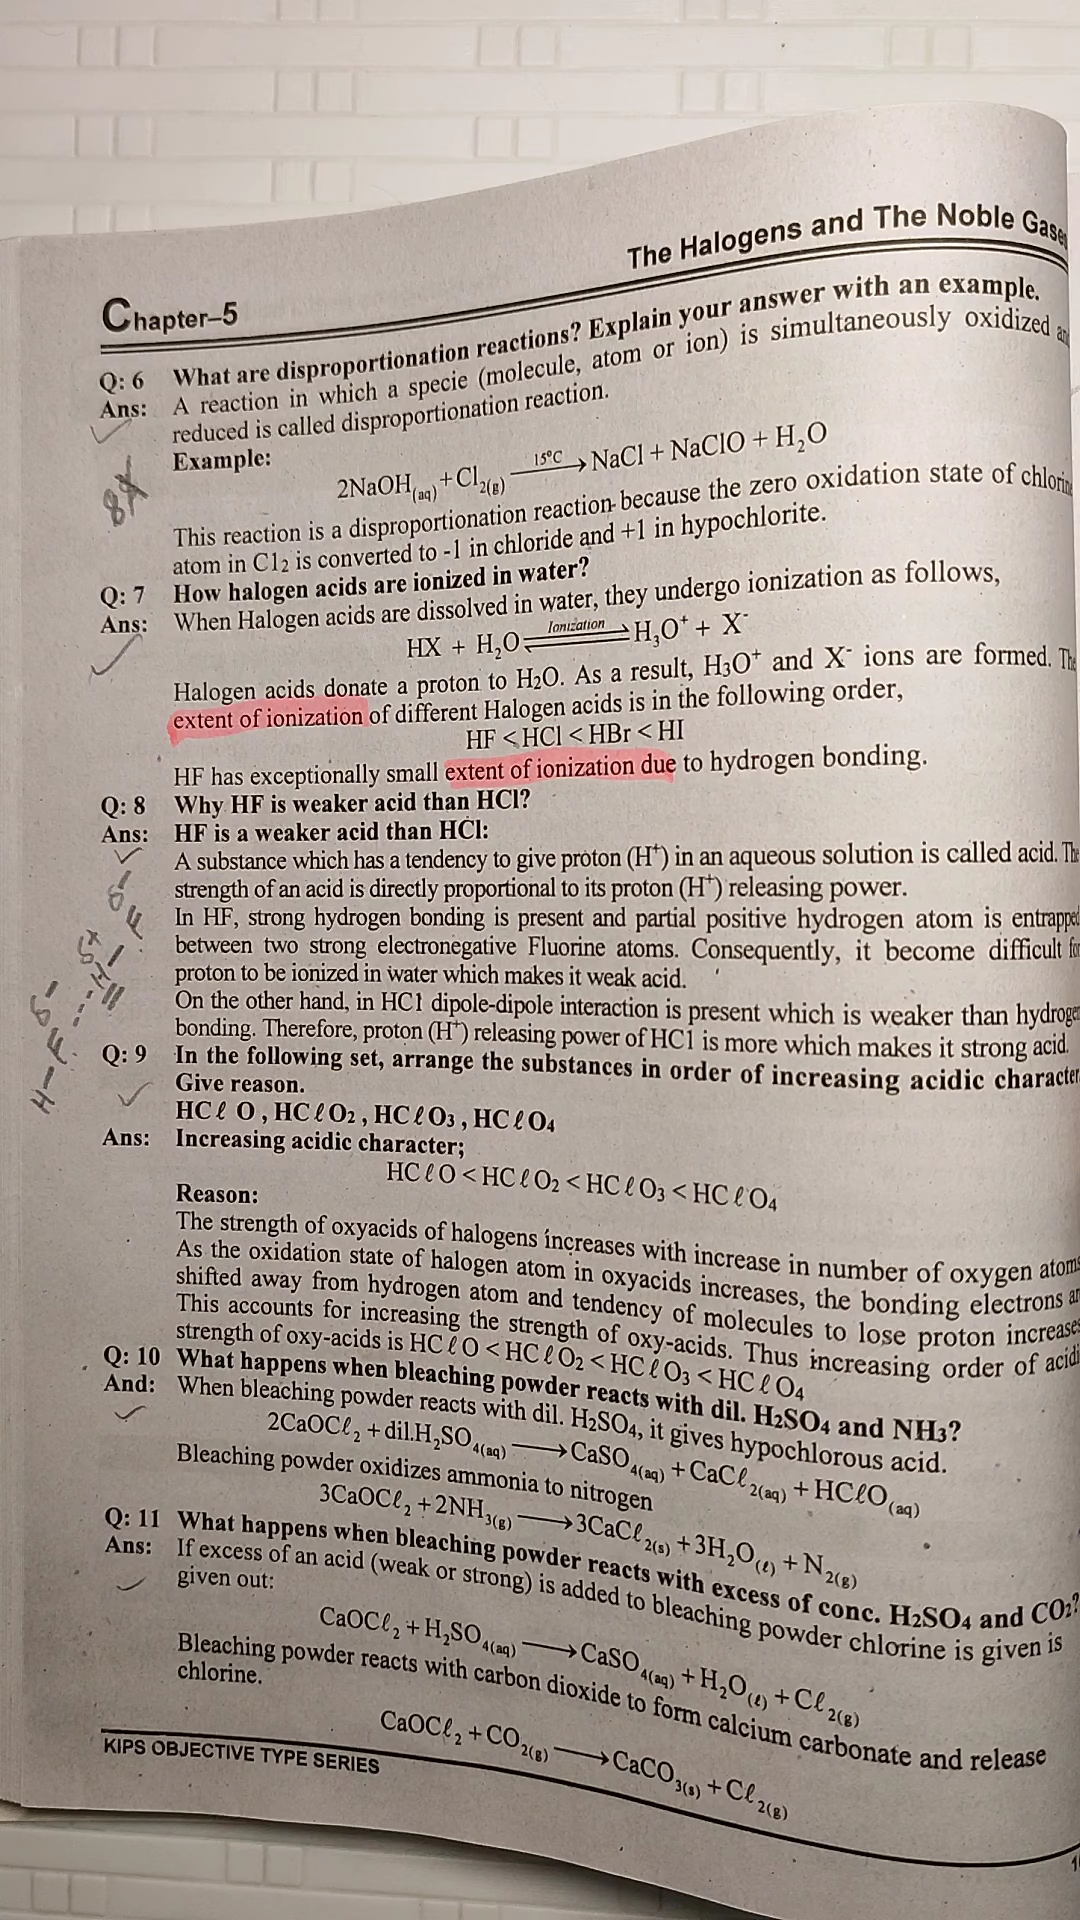 The Halogens and The Noble Gases
Chapter–5
Q: 6 What are disproportionation reactions? Explain your answer with an example.
Ans: A reaction in which a specie (molecule, atom or ion) is simultaneously oxidized
reduced is called disproportionation reaction.
Example:
2NaOH(aq) + Cl2(g) —15°C→ NaCl + NaClO + H2O
This reaction is a disproportionation reaction because the zero oxidation state of chlorine
atom in C12 is converted to -1 in chloride and +1 in hypochlorite.
Q: 7 How halogen acids are ionized in water?
Ans: When Halogen acids are dissolved in water, they undergo ionization as follows,
HX + H2O ⇌Ionization H3O+ + X-
Halogen acids donate a proton to H2O. As a result, H3O+ and X- ions are formed. The
extent of ionization of different Halogen acids is in the following order,
HF < HCl < HBr < HI
HF has exceptionally small extent of ionization due to hydrogen bonding.
Q: 8 Why HF is weaker acid than HCl?
Ans: HF is a weaker acid than HCl:
A substance which has a tendency to give proton (H+) in an aqueous solution is called acid. The
strength of an acid is directly proportional to its proton (H+) releasing power.
In HF, strong hydrogen bonding is present and partial positive hydrogen atom is entrapped
between two strong electronegative Fluorine atoms. Consequently, it become difficult for
proton to be ionized in water which makes it weak acid.
On the other hand, in HC1 dipole-dipole interaction is present which is weaker than hydrogen
bonding. Therefore, proton (H+) releasing power of HC1 is more which makes it strong acid.
Q: 9 In the following set, arrange the substances in order of increasing acidic character
Give reason.
HCℓ O , HCℓO2 , HCℓO3 , HCℓO4
Ans: Increasing acidic character;
HCℓO < HCℓO2 < HCℓO3 < HCℓO4
Reason:
The strength of oxyacids of halogens increases with increase in number of oxygen atoms
As the oxidation state of halogen atom in oxyacids increases, the bonding electrons
shifted away from hydrogen atom and tendency of molecules to lose proton increases
This accounts for increasing the strength of oxy-acids. Thus increasing order of
strength of oxy-acids is HCℓO < HCℓO2 < HCℓO3 < HCℓO4
Q: 10 What happens when bleaching powder reacts with dil. H2SO4 and NH3?
And: When bleaching powder reacts with dil. H2SO4, it gives hypochlorous acid.
2CaOCℓ2 + dil.H2SO4(aq) → CaSO4(aq) + CaCℓ2(aq) + HCℓO(aq)
Bleaching powder oxidizes ammonia to nitrogen
3CaOCℓ2 + 2NH3(g) → 3CaCℓ2(s) + 3H2O(ℓ) + N2(g)
Q: 11 What happens when bleaching powder reacts with excess of conc. H2SO4 and CO2?
Ans: If excess of an acid (weak or strong) is added to bleaching powder chlorine is given is
given out:
CaOCℓ2 + H2SO4(aq) → CaSO4(aq) + H2O(ℓ) + Cℓ2(g)
Bleaching powder reacts with carbon dioxide to form calcium carbonate and release
chlorine.
CaOCℓ2 + CO2(g) → CaCO3(s) + Cℓ2(g)
KIPS OBJECTIVE TYPE SERIES